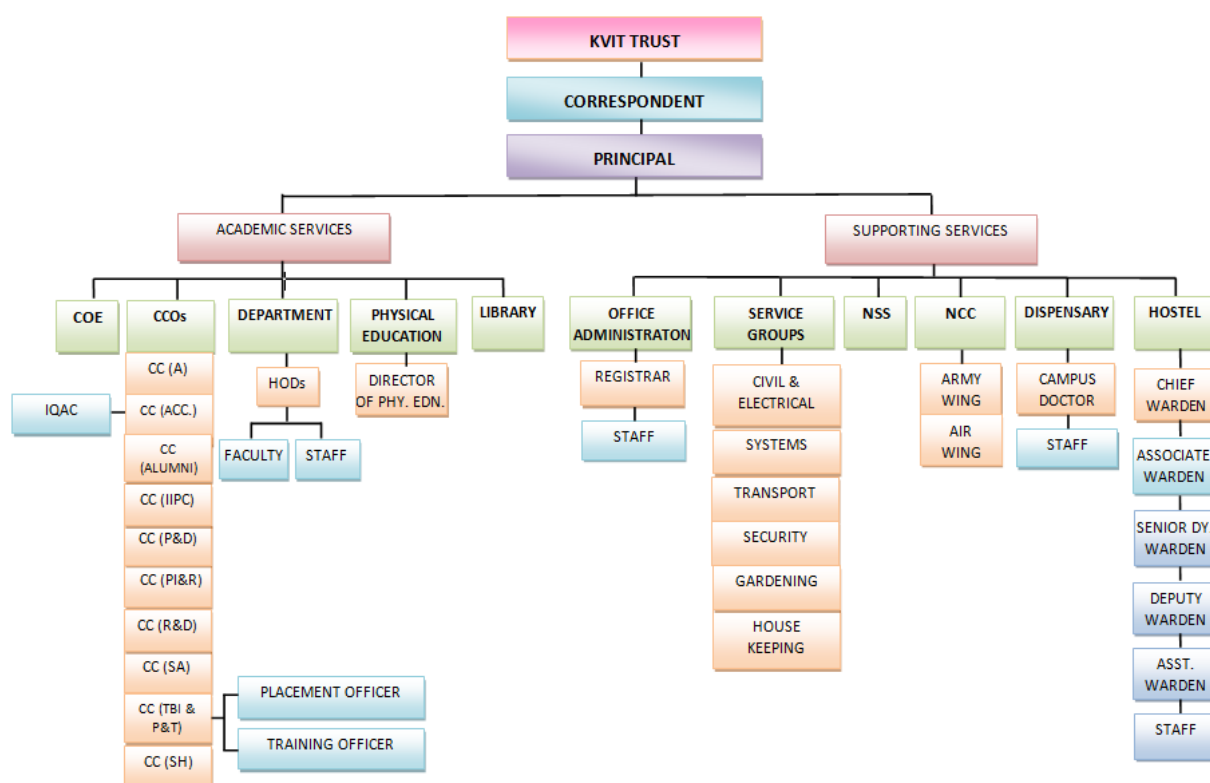 KVIT TRUST
CORRESPONDENT
PRINCIPAL
ACADEMIC SERVICES
SUPPORTING SERVICES
COE
CCOs
DEPARTMENT
PHYSICAL
EDUCATION
LIBRARY
OFFICE
ADMINISTRATON
SERVICE
GROUPS
NSS
NCC
DISPENSARY
HOSTEL
CC (A)
CC (ACC.)
IQAC
CC
(ALUMNI)
CC (IIPC)
CC (P&D)
CC (PI&R)
CC (R&D)
CC (SA)
CC (TBI &
P&T)
PLACEMENT OFFICER
TRAINING OFFICER
CC (SH)
HODs
FACULTY
STAFF
DIRECTOR
OF PHY. EDN.
REGISTRAR
STAFF
CIVIL &
ELECTRICAL
SYSTEMS
TRANSPORT
SECURITY
GARDENING
HOUSE
KEEPING
ARMY
WING
AIR
WING
CAMPUS
DOCTOR
STAFF
CHIEF
WARDEN
ASSOCIATE
WARDEN
SENIOR DY.
WARDEN
DEPUTY
WARDEN
ASST.
WARDEN
STAFF